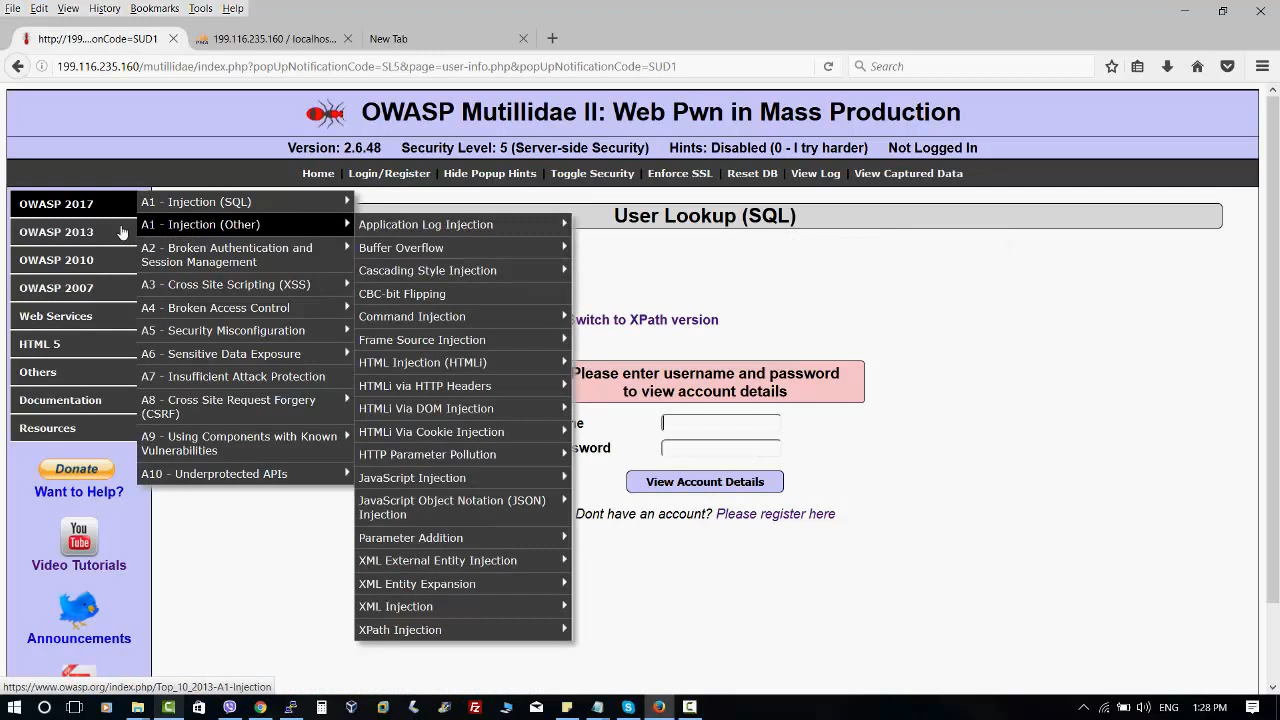 File Edit View History Bookmarks Tools Help
http://199....onCode=SUD1 199.116.235.160 / localhos... New Tab
199.116.235.160/mutillidae/index.php?popUpNotificationCode=SL5&page=user-info.php&popUpNotificationCode=SUD1 Search
OWASP Mutillidae II: Web Pwn in Mass Production
Version: 2.6.48 Security Level: 5 (Server-side Security) Hints: Disabled (0 - I try harder) Not Logged In
Home | Login/Register | Hide Popup Hints | Toggle Security | Enforce SSL | Reset DB | View Log | View Captured Data
OWASP 2017
OWASP 2013
OWASP 2010
OWASP 2007
Web Services
HTML 5
Others
Documentation
Resources
Donate
Want to Help?
You
Tube
Video Tutorials
Announcements
A1 - Injection (SQL)
A1 - Injection (Other)
A2 - Broken Authentication and
Session Management
A3 - Cross Site Scripting (XSS)
A4 - Broken Access Control
A5 - Security Misconfiguration
A6 - Sensitive Data Exposure
A7 - Insufficient Attack Protection
A8 - Cross Site Request Forgery
(CSRF)
A9 - Using Components with Known
Vulnerabilities
A10 - Underprotected APIs
Application Log Injection
Buffer Overflow
Cascading Style Injection
CBC-bit Flipping
Command Injection
Frame Source Injection
HTML Injection (HTMLi)
HTMLi via HTTP Headers
HTMLi Via DOM Injection
HTMLi Via Cookie Injection
HTTP Parameter Pollution
JavaScript Injection
JavaScript Object Notation (JSON)
Injection
Parameter Addition
XML External Entity Injection
XML Entity Expansion
XML Injection
XPath Injection
User Lookup (SQL)
witch to XPath version
Please enter username and password
to view account details
e
sword
View Account Details
Dont have an account? Please register here
https://www.owasp.org/index.php/Top_10_2013-A1-Injection
ENG 1:28 PM